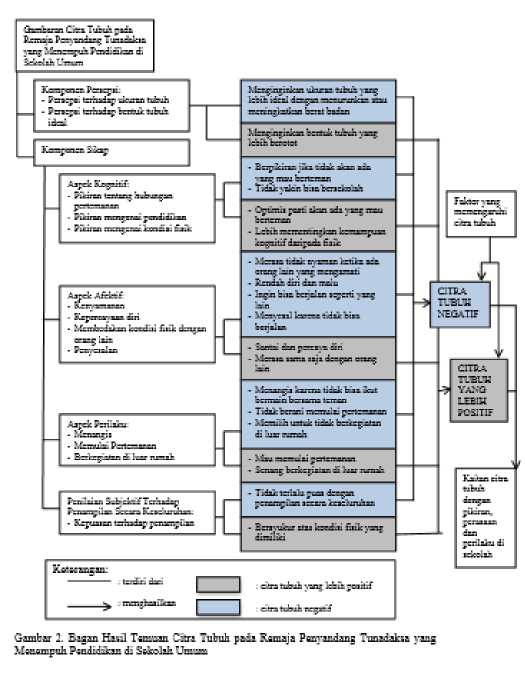 Gambaran Citra Tubuh pada
Remaja Penyandang Tunadaksa
yang Menempuh Pendidikan di
Sekolah Umum
Komponen Persepsi:
- Persepsi terhadap ukuran tubuh
- Persepsi terhadap bentuk tubuh
ideal
Komponen Sikap
Aspek Kognitif:
- Pikiran tentang hubungan
pertemanan
- Pikiran mengenai pendidikan
- Pikiran mengenai kondisi fisik
Aspek Afektif:
- Kenyamanan
- Kepercayaan diri
- Membedakan kondisi fisik dengan
orang lain
- Penyesalan
Aspek Perilaku:
- Menangis
- Memulai Pertemanan
- Berkegiatan di luar rumah
Penilaian Subjektif Terhadap
Penampilan Secara Keseluruhan:
- Kepuasan terhadap penampilan
Menginginkan ukuran tubuh yang
lebih ideal dengan menurunkan atau
meningkatkan berat badan
Menginginkan bentuk tubuh yang
lebih berotot
- Berpikiran jika tidak akan ada
yang mau berteman
- Tidak yakin bisa bersekolah
- Optimis pasti akan ada yang mau
berteman
- Lebih mementingkan kemampuan
kognitif daripada fisik
- Merasa tidak nyaman ketika ada
orang lain yang mengamati
- Rendah diri dan malu
- Ingin bisa berjalan seperti yang
lain
- Menyesal karena tidak bisa
berjalan
- Santai dan percaya diri
- Merasa sama saja dengan orang
lain
- Menangis karena tidak bisa ikut
bermain bersama teman
- Tidak berani memulai pertemanan
- Memilih untuk tidak berkegiatan
di luar rumah
- Mau memulai pertemanan
- Senang berkegiatan di luar rumah
- Tidak terlalu puas dengan
penampilan secara keseluruhan
- Bersyukur atas kondisi fisik yang
dimiliki
Faktor yang
memengaruhi
citra tubuh
CITRA
TUBUH
NEGATIF
CITRA
TUBUH
YANG
LEBIH
POSITIF
Kaitan citra
tubuh
dengan
pikiran,
perasaan
dan
perilaku di
sekolah
Keterangan:
: terdiri dari
: menghasilkan
: citra tubuh yang lebih positif
: citra tubuh negatif
Gambar 2. Bagan Hasil Temuan Citra Tubuh pada Remaja Penyandang Tunadaksa yang
Menempuh Pendidikan di Sekolah Umum